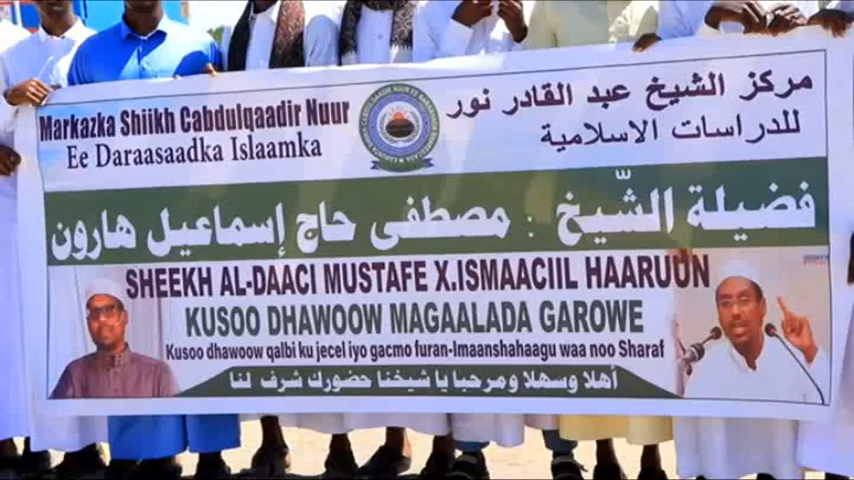 Markazka Shiikh Cabdulqaadir Nuur
Ee Daraasaadka Islaamka
مركز الشيخ عبد القادر نور
للدراسات الاسلامية
فضيلة الشّيخ : مصطفى حاج إسماعيل هارون
SHEEKH AL-DAACI MUSTAFE X.ISMAACIIL HAARUUN
KUSOO DHAWOOW MAGAALADA GAROWE
Kusoo dhawoow qalbi ku jecel iyo gacmo furan-Imaanshahaagu waa noo Sharaf
أهلا وسهلا ومرحبا يا شيخنا حضورك شرف لنا